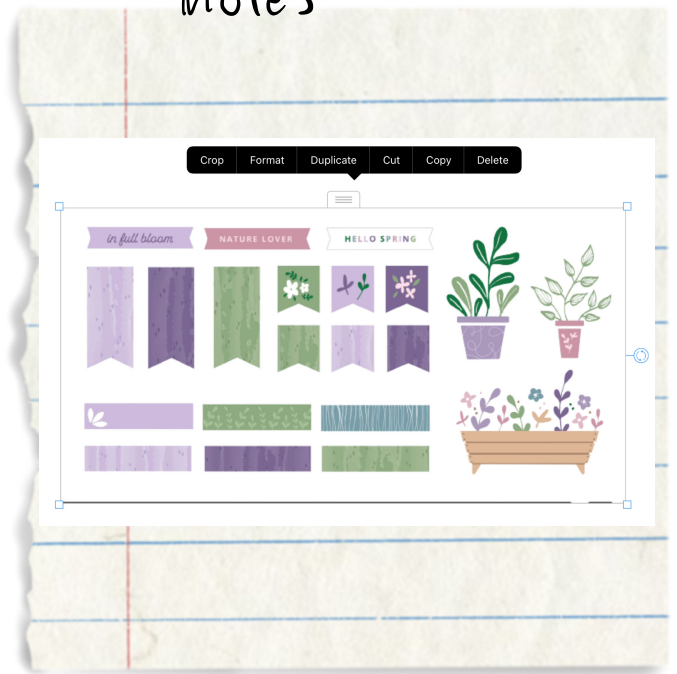 notes
Crop Format Duplicate Cut Copy Delete
in full bloom NATURE LOVER HELLO SPRING